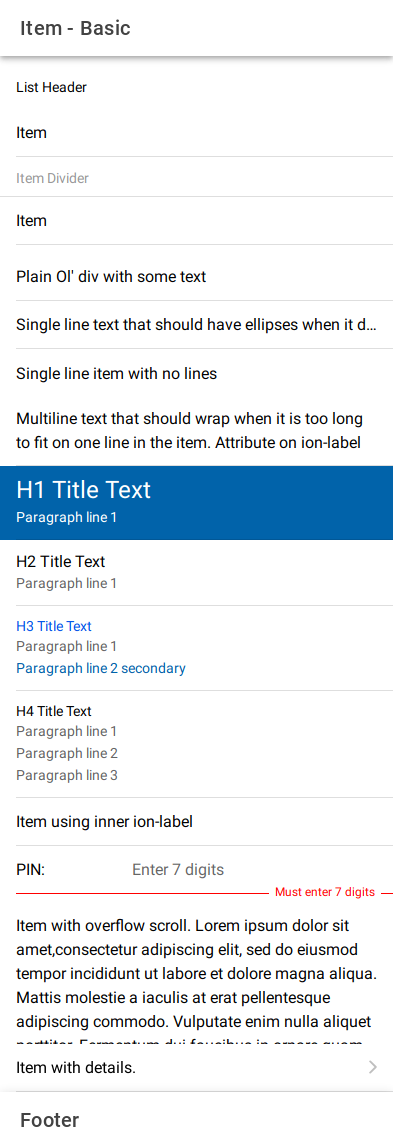 Item - Basic
List Header
Item
Item Divider
Item
Plain Ol' div with some text
Single line text that should have ellipses when it d...
Single line item with no lines
Multiline text that should wrap when it is too long
to fit on one line in the item. Attribute on ion-label
H1 Title Text
Paragraph line 1
H2 Title Text
Paragraph line 1
H3 Title Text
Paragraph line 1
Paragraph line 2 secondary
H4 Title Text
Paragraph line 1
Paragraph line 2
Paragraph line 3
Item using inner ion-label
PIN: Enter 7 digits
Must enter 7 digits
Item with overflow scroll. Lorem ipsum dolor sit
amet,consectetur adipiscing elit, sed do eiusmod
tempor incididunt ut labore et dolore magna aliqua.
Mattis molestie a iaculis at erat pellentesque
adipiscing commodo. Vulputate enim nulla aliquet
porttitor. Fermentum dui faucibus in ornare quam
Item with details.
Footer